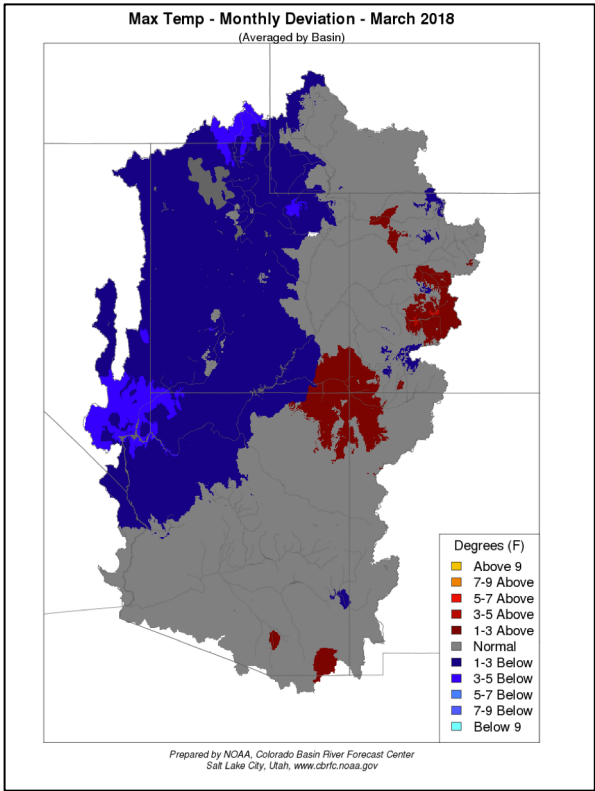 Max Temp - Monthly Deviation - March 2018
(Averaged by Basin)
Degrees (F)
Above 9
7-9 Above
5-7 Above
3-5 Above
1-3 Above
Normal
1-3 Below
3-5 Below
5-7 Below
7-9 Below
Below 9
Prepared by NOAA, Colorado Basin River Forecast Center
Salt Lake City, Utah, www.cbrfc.noaa.gov